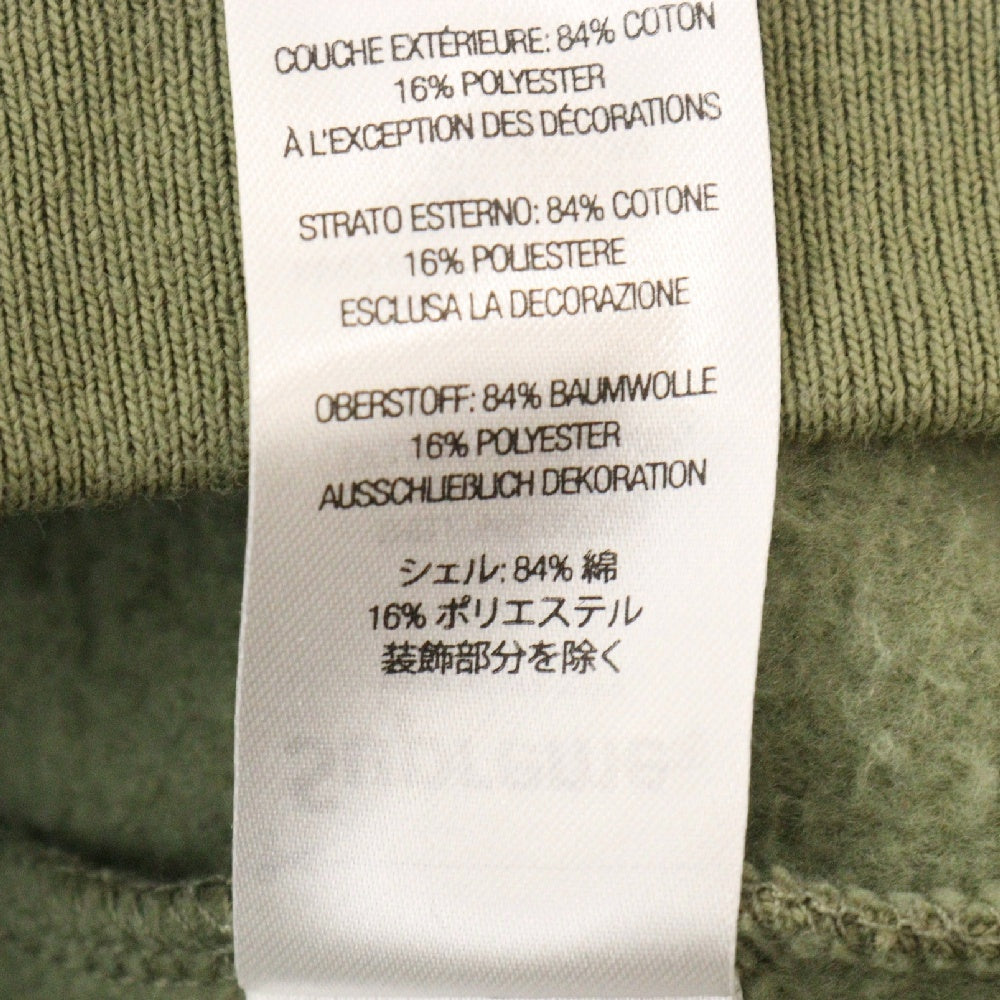 COUCHE EXTÉRIEURE: 84% COTON
16% POLYESTER
À L'EXCEPTION DES DÉCORATIONS
STRATO ESTERNO: 84% COTONE
16% POLIESTERE
ESCLUSA LA DECORAZIONE
OBERSTOFF: 84% BAUMWOLLE
16% POLYESTER
AUSSCHLIEBLICH DEKORATION
シェル: 84% 綿
16% ポリエステル
装飾部分を除く